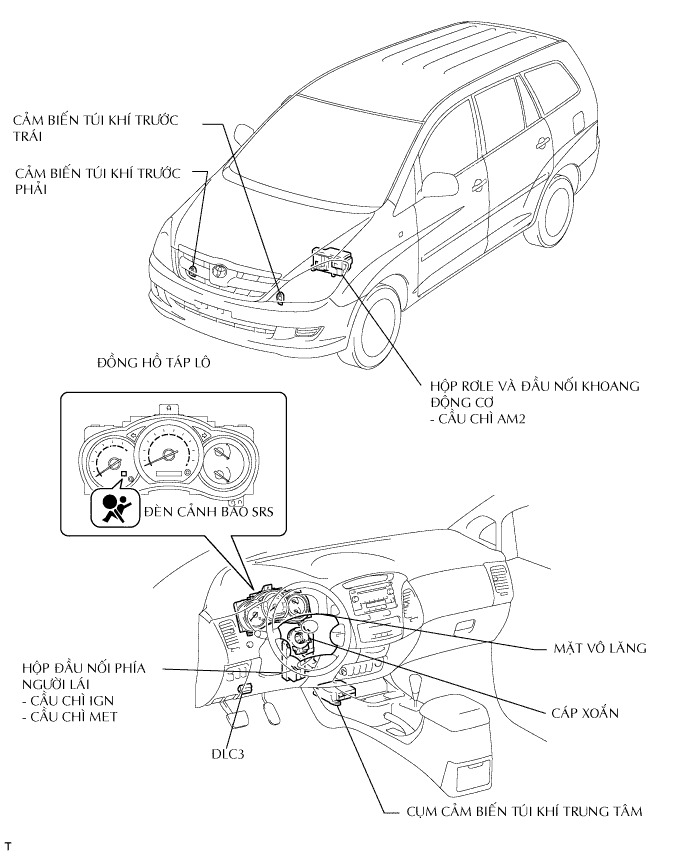 CẢM BIẾN TÚI KHÍ TRƯỚC
TRÁI
CẢM BIẾN TÚI KHÍ TRƯỚC
PHẢI
ĐỒNG HỒ TÁP LÔ
HỘP RƠLE VÀ ĐẦU NỐI KHOANG
ĐỘNG CƠ
- CẦU CHÌ AM2
ĐÈN CẢNH BÁO SRS
MẶT VÔ LĂNG
HỘP ĐẦU NỐI PHÍA
NGƯỜI LÁI
- CẦU CHÌ IGN
- CẦU CHÌ MET
CÁP XOẮN
DLC3
CỤM CẢM BIẾN TÚI KHÍ TRUNG TÂM
T